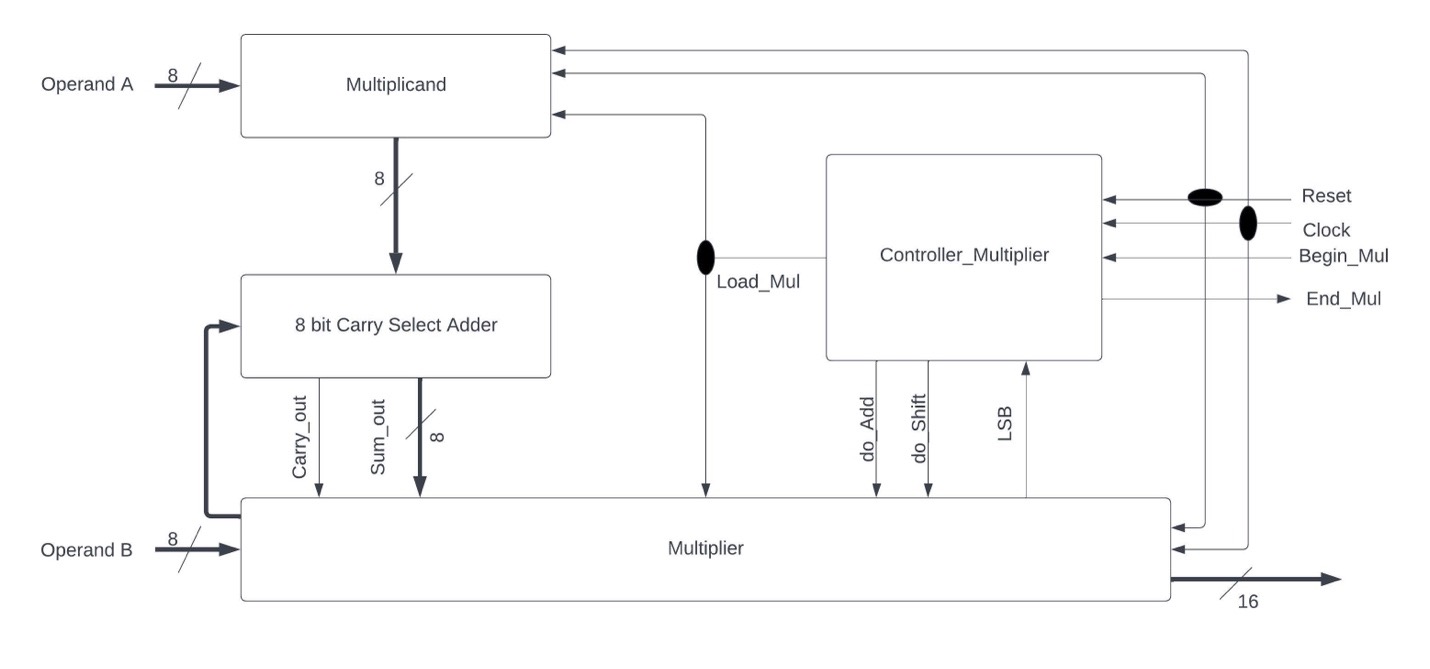 Operand A
8
Multiplicand
8
Reset
Clock
Controller_Multiplier
Begin_Mul
Load_Mul
End_Mul
8 bit Carry Select Adder
Carry_out
Sum_out
8
do_Add
do_Shift
LSB
Operand B
8
Multiplier
16